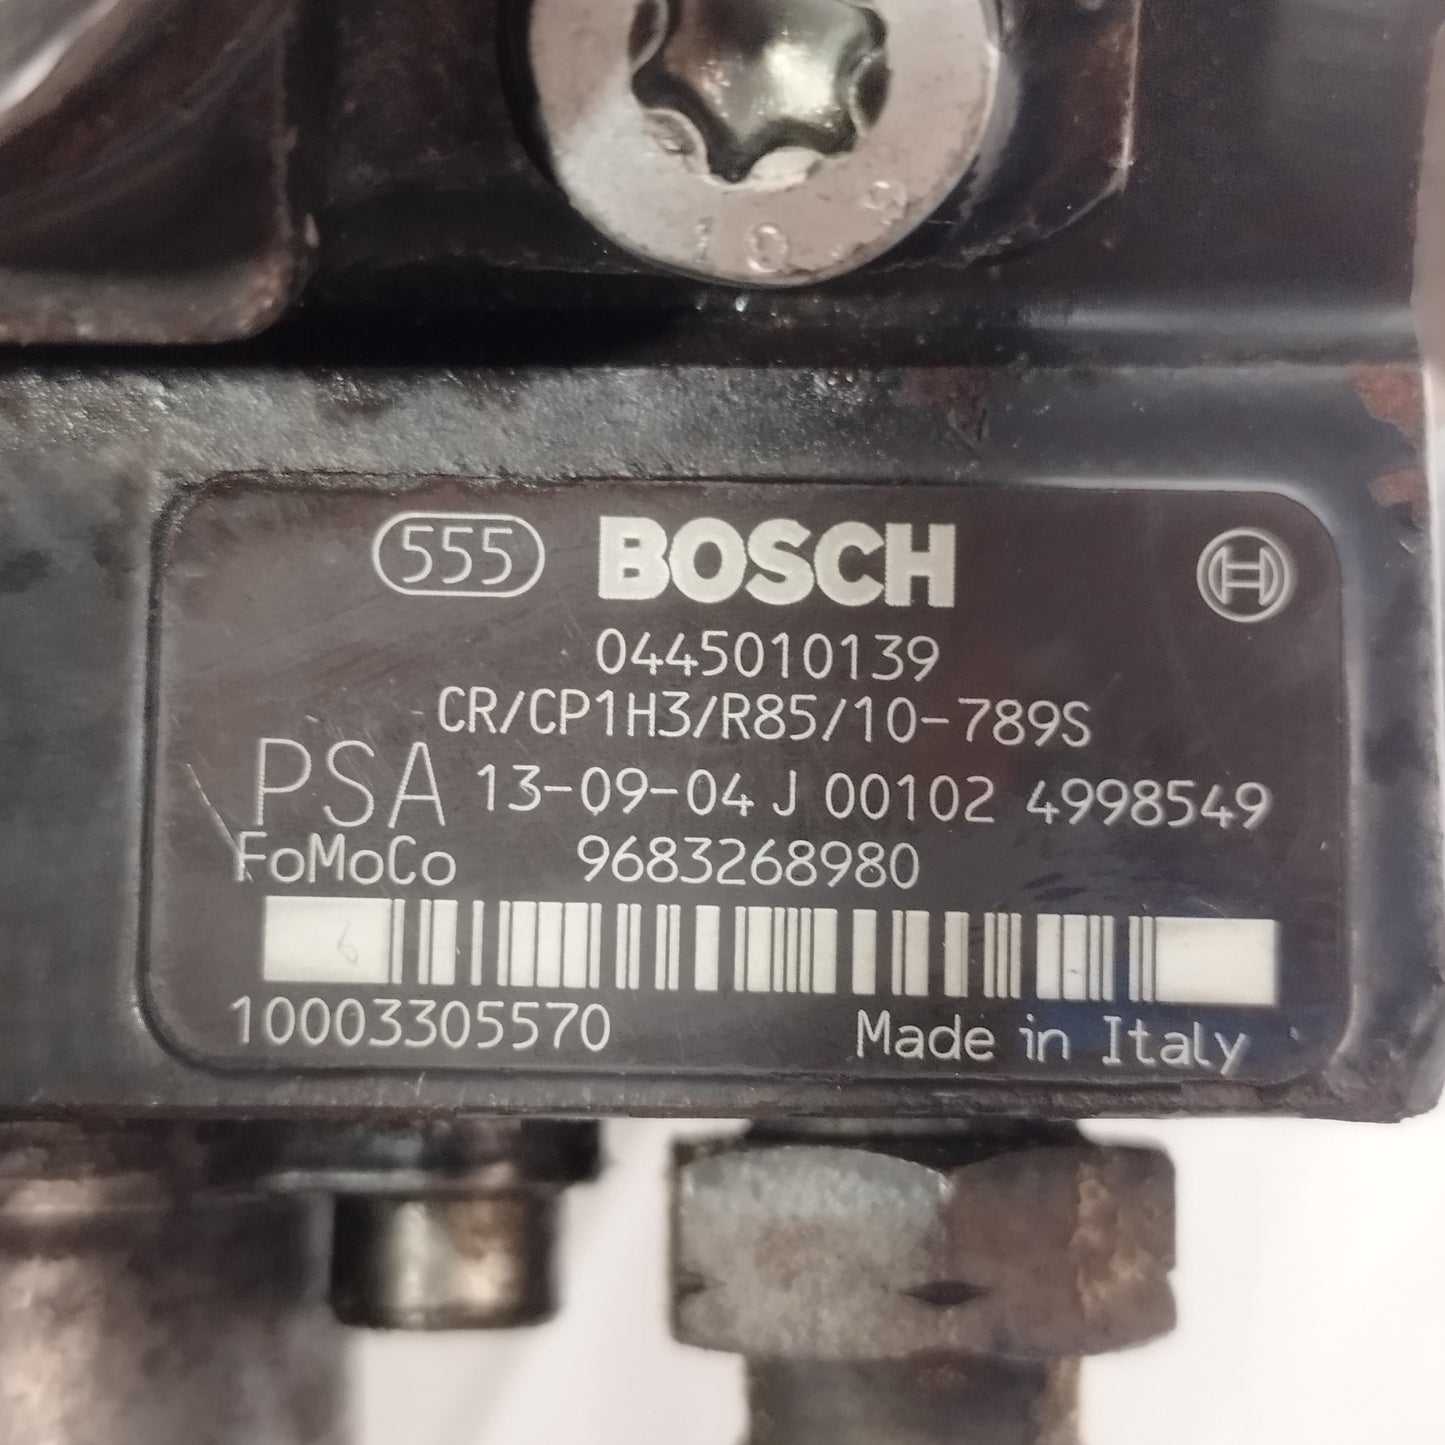 10 9
555 BOSCH H
0445010139
CR/CP1H3/R85/10-789S
PSA 13-09-04 J 00102 4998549
FoMoCo 9683268980
10003305570 Made in Italy